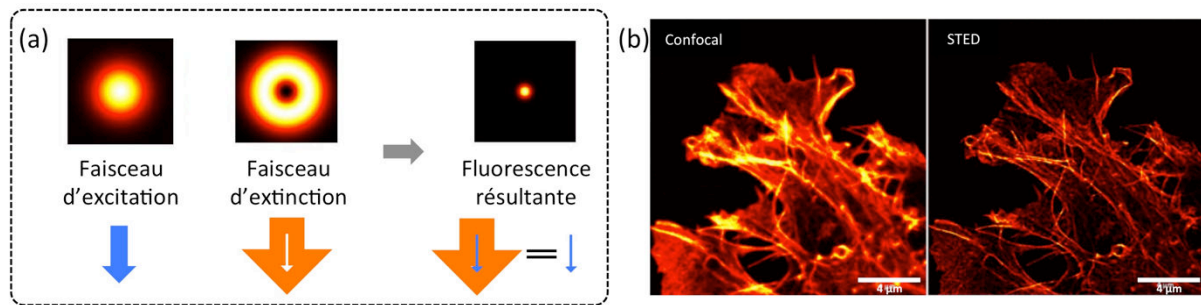 (a)
Faisceau
d'excitation
Faisceau
d'extinction
Fluorescence
résultante
(b)
Confocal
STED
4 µm
4 µm